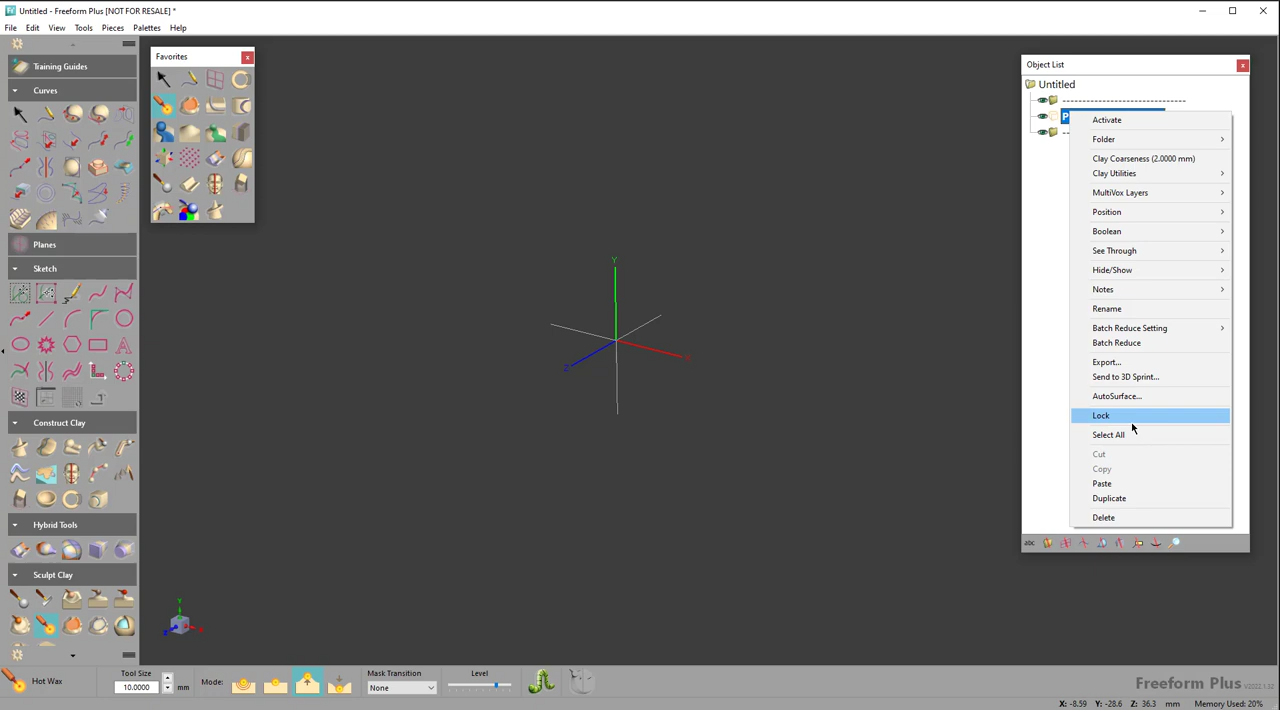 Untitled - Freeform Plus [NOT FOR RESALE] *
File Edit View Tools Pieces Palettes Help
Training Guides
Curves
Planes
Sketch
Construct Clay
Hybrid Tools
Sculpt Clay
Favorites
Y
X
Z
Object List
Untitled
--------------------------------
P
--
Activate
Folder
Clay Coarseness (2.0000 mm)
Clay Utilities
MultiVox Layers
Position
Boolean
See Through
Hide/Show
Notes
Rename
Batch Reduce Setting
Batch Reduce
Export...
Send to 3D Sprint...
AutoSurface...
Lock
Select All
Cut
Copy
Paste
Duplicate
Delete
abc
Hot Wax
Tool Size
10.0000 mm
Mode:
Mask Transition
None
Level
Freeform Plus V2022.1.32
X: -8.59 Y: -28.6 Z: 36.3 mm Memory Used: 20%